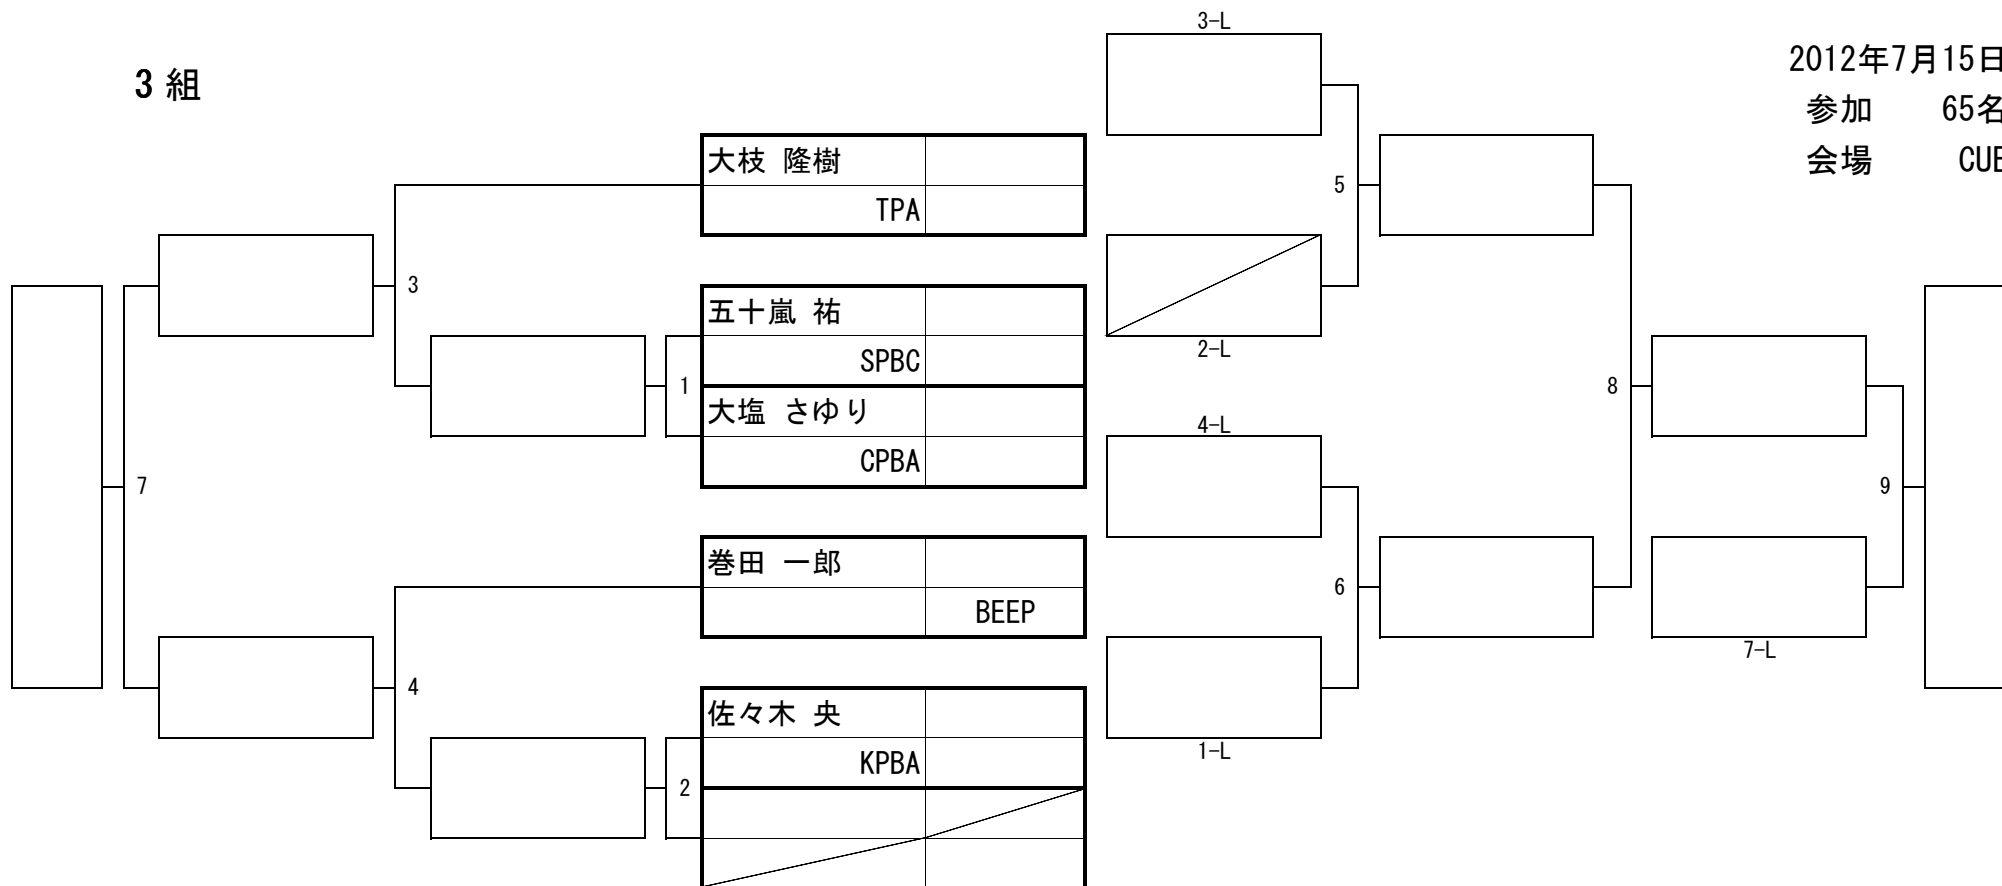 3-L
3 組
2012年7月15日
参加 65名
会場 CUE
大枝 隆樹
TPA
5
3
五十嵐 祐
SPBC
2-L
1
大塩 さゆり
CPBA
8
4-L
7
9
巻田 一郎
BEEP
6
7-L
4
佐々木 央
KPBA
1-L
2